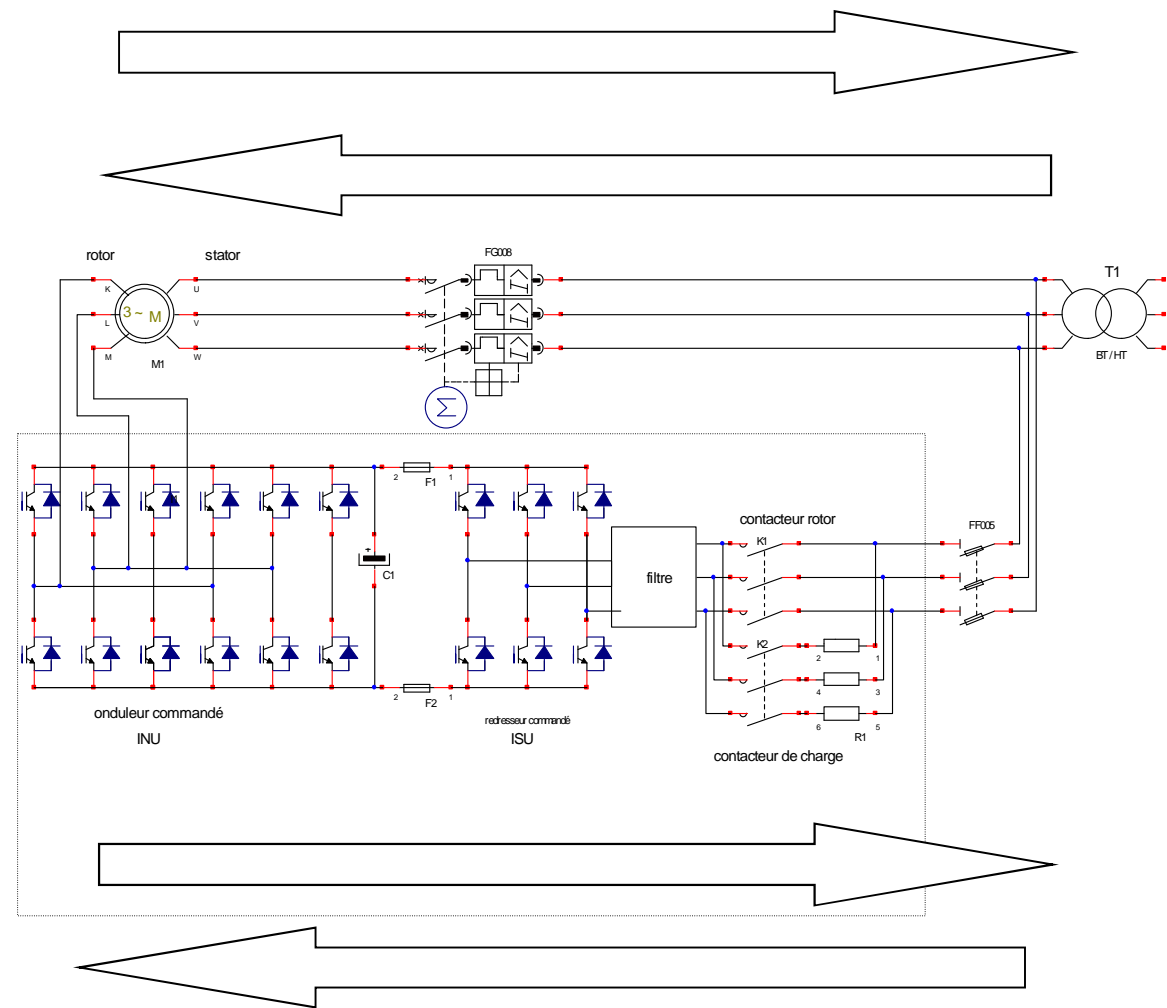 FG008
rotor
stator
T1
K
U
3 ~ M
L
V
M
W
M1
BT / HT
M
2
F1
1
contacteur rotor
FF005
K1
+
C1
filtre
K2
2
1
4
3
2
F2
1
6
5
R1
onduleur commandé
INU
redresseur commandé
ISU
contacteur de charge